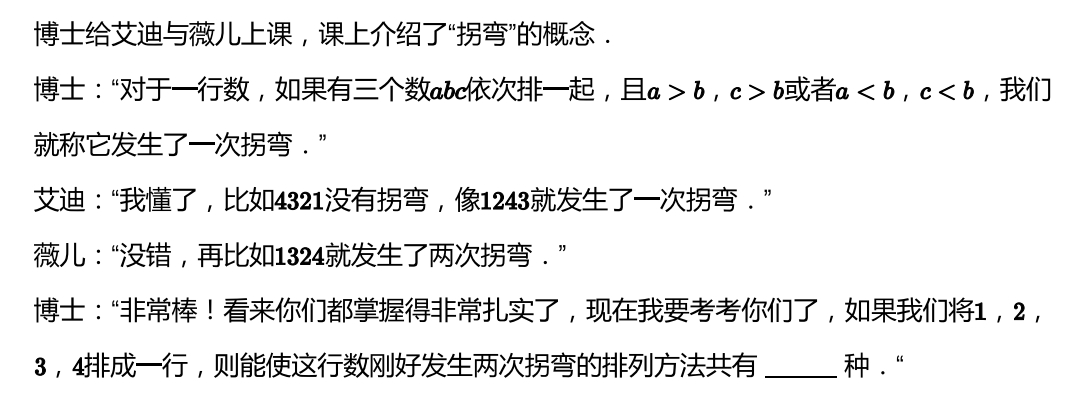 博士给艾迪与薇儿上课，课上介绍了“拐弯”的概念．
博士：“对于一行数，如果有三个数abc依次排一起，且a > b，c > b或者a < b，c < b，我们
就称它发生了一次拐弯．”
艾迪：“我懂了，比如4321没有拐弯，像1243就发生了一次拐弯．”
薇儿：“没错，再比如1324就发生了两次拐弯．”
博士：“非常棒！看来你们都掌握得非常扎实了，现在我要考考你们了，如果我们将1，2，
3，4排成一行，则能使这行数刚好发生两次拐弯的排列方法共有 ______ 种．“